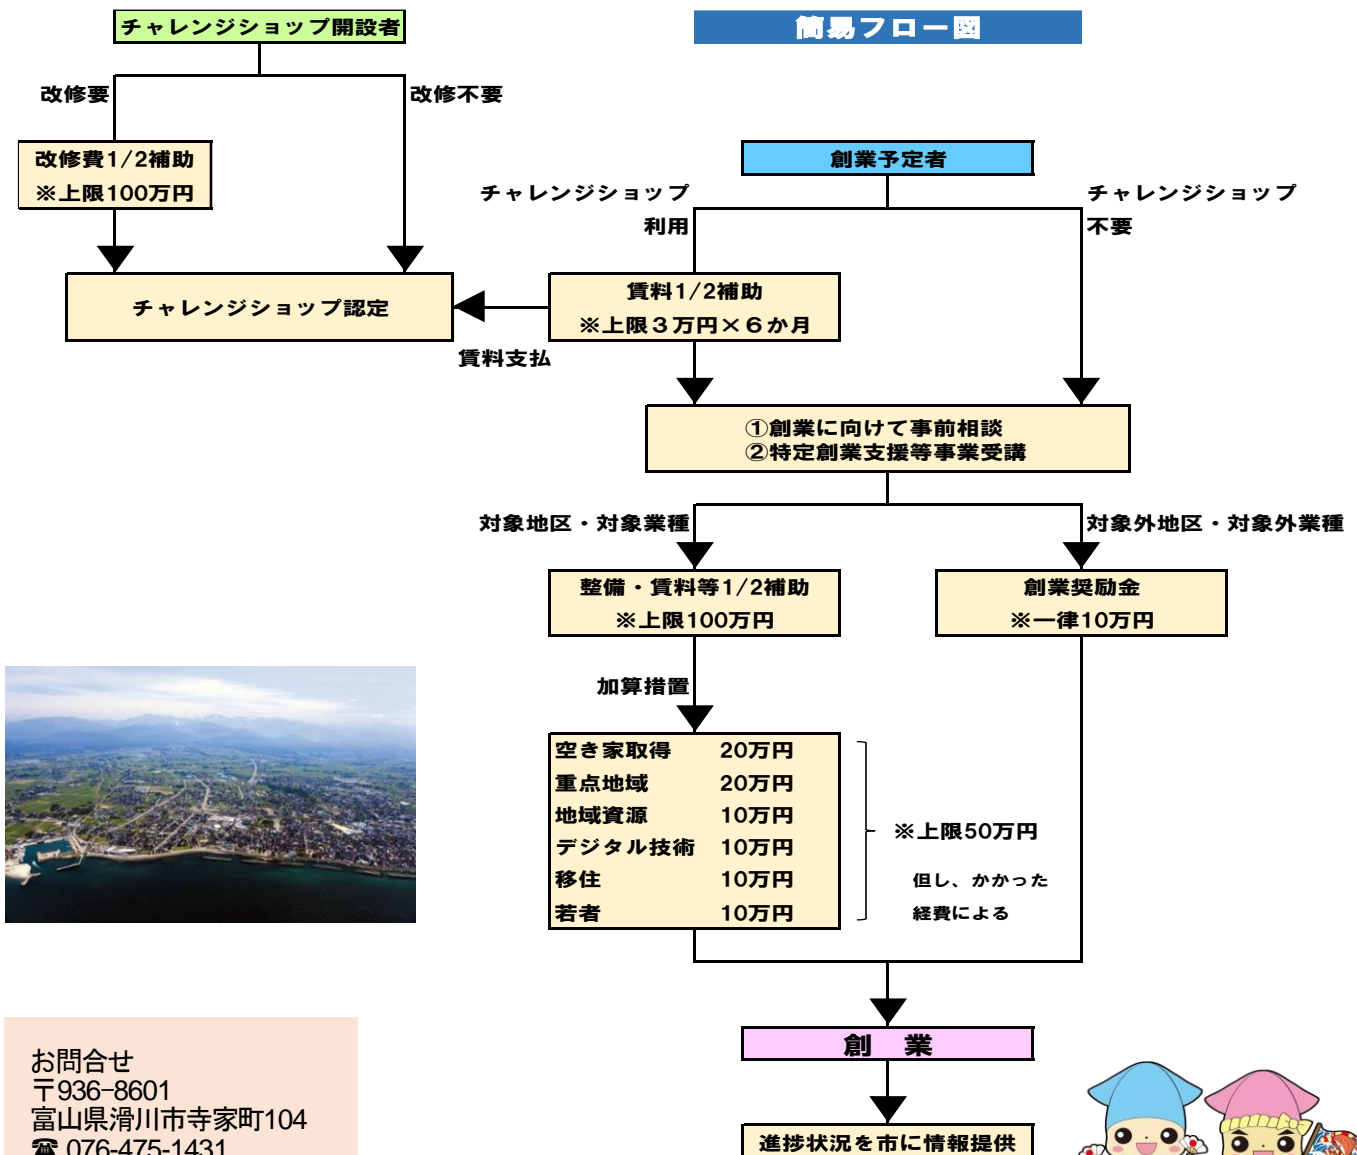 チャレンジショップ開設者
簡易フロー図
改修要
改修不要
改修費1/2補助
※上限100万円
創業予定者
チャレンジショップ
利用
チャレンジショップ
不要
チャレンジショップ認定
賃料1/2補助
※上限３万円×６か月
賃料支払
①創業に向けて事前相談
②特定創業支援等事業受講
対象地区・対象業種
対象外地区・対象外業種
整備・賃料等1/2補助
※上限100万円
創業奨励金
※一律10万円
加算措置
空き家取得 20万円
重点地域 20万円
地域資源 10万円
デジタル技術 10万円
移住 10万円
若者 10万円
※上限50万円
但し、かかった
経費による
創　業
進捗状況を市に情報提供
お問合せ
〒936-8601
富山県滑川市寺家町104
☎ 076-475-1431